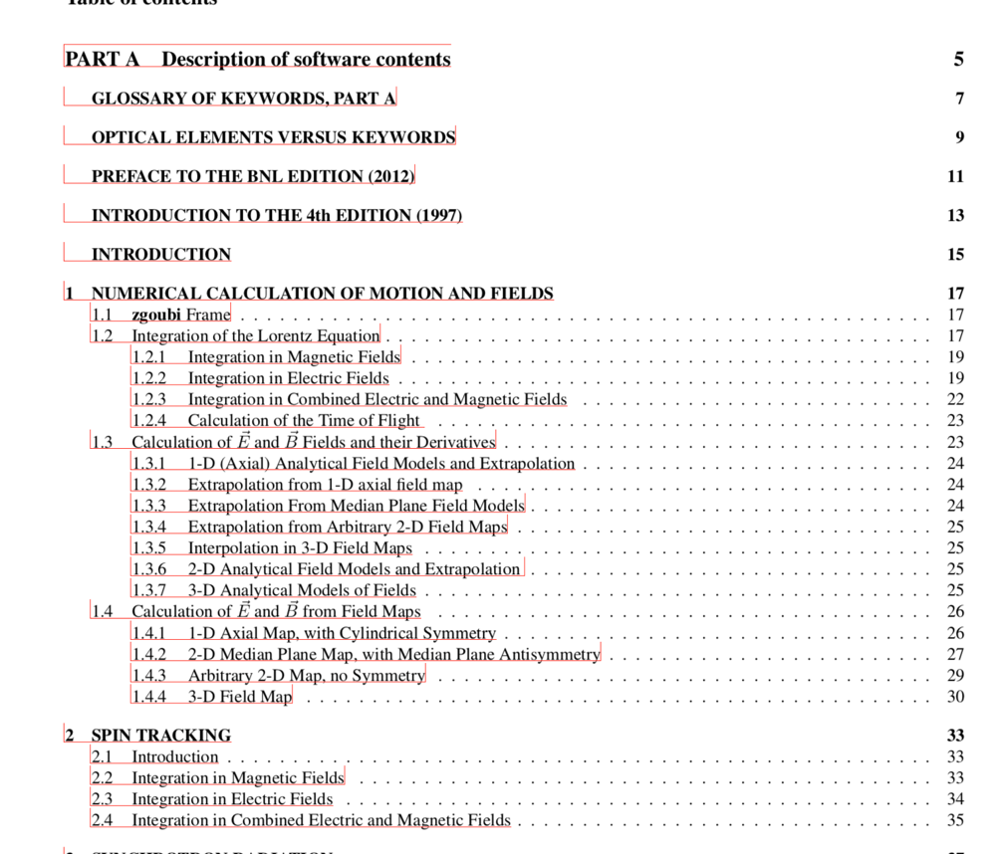 Table of contents
PART A Description of software contents 5
GLOSSARY OF KEYWORDS, PART A 7
OPTICAL ELEMENTS VERSUS KEYWORDS 9
PREFACE TO THE BNL EDITION (2012) 11
INTRODUCTION TO THE 4th EDITION (1997) 13
INTRODUCTION 15
1 NUMERICAL CALCULATION OF MOTION AND FIELDS 17
1.1 zgoubi Frame . . . . . . . . . . . . . . . . . . . . 17
1.2 Integration of the Lorentz Equation . . . . . . . . . . . . . . . . . . . . 17
1.2.1 Integration in Magnetic Fields . . . . . . . . . . . . . . . . . . . . 19
1.2.2 Integration in Electric Fields . . . . . . . . . . . . . . . . . . . . 19
1.2.3 Integration in Combined Electric and Magnetic Fields . . . . . . . . . . . . . . . . . . . . 22
1.2.4 Calculation of the Time of Flight . . . . . . . . . . . . . . . . . . . . 23
1.3 Calculation of E⃗ and B⃗ Fields and their Derivatives . . . . . . . . . . . . . . . . . . . . 23
1.3.1 1-D (Axial) Analytical Field Models and Extrapolation . . . . . . . . . . . . . . . . . . . . 24
1.3.2 Extrapolation from 1-D axial field map . . . . . . . . . . . . . . . . . . . . 24
1.3.3 Extrapolation From Median Plane Field Models . . . . . . . . . . . . . . . . . . . . 24
1.3.4 Extrapolation from Arbitrary 2-D Field Maps . . . . . . . . . . . . . . . . . . . . 25
1.3.5 Interpolation in 3-D Field Maps . . . . . . . . . . . . . . . . . . . . 25
1.3.6 2-D Analytical Field Models and Extrapolation . . . . . . . . . . . . . . . . . . . . 25
1.3.7 3-D Analytical Models of Fields . . . . . . . . . . . . . . . . . . . . 25
1.4 Calculation of E⃗ and B⃗ from Field Maps . . . . . . . . . . . . . . . . . . . . 26
1.4.1 1-D Axial Map, with Cylindrical Symmetry . . . . . . . . . . . . . . . . . . . . 26
1.4.2 2-D Median Plane Map, with Median Plane Antisymmetry . . . . . . . . . . . . . . . . . . . . 27
1.4.3 Arbitrary 2-D Map, no Symmetry . . . . . . . . . . . . . . . . . . . . 29
1.4.4 3-D Field Map . . . . . . . . . . . . . . . . . . . . 30
2 SPIN TRACKING 33
2.1 Introduction . . . . . . . . . . . . . . . . . . . . 33
2.2 Integration in Magnetic Fields . . . . . . . . . . . . . . . . . . . . 33
2.3 Integration in Electric Fields . . . . . . . . . . . . . . . . . . . . 34
2.4 Integration in Combined Electric and Magnetic Fields . . . . . . . . . . . . . . . . . . . . 35
SYNCHROTRON RADIATION